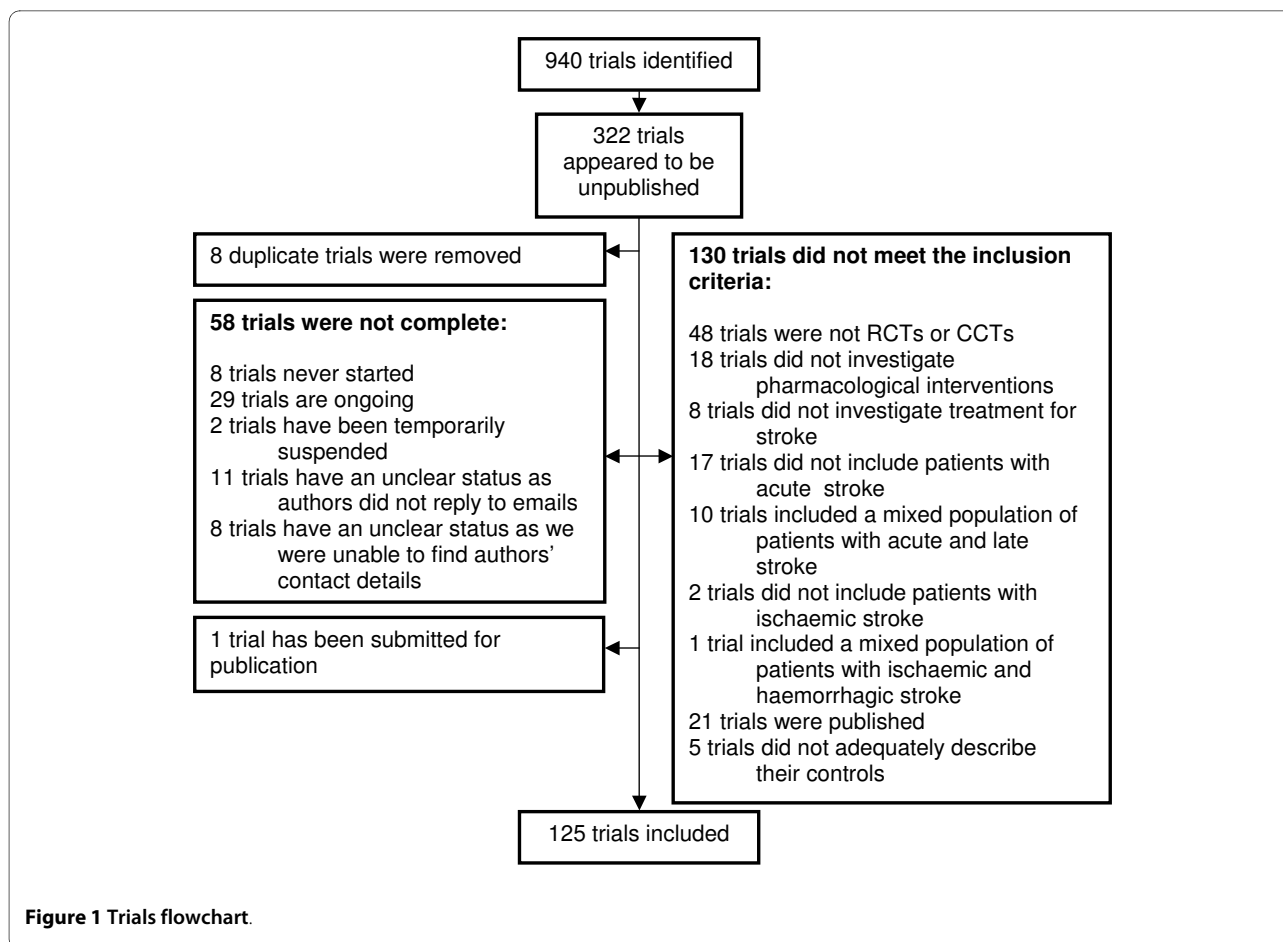 940 trials identified
322 trials
appeared to be
unpublished
8 duplicate trials were removed
58 trials were not complete:
8 trials never started
29 trials are ongoing
2 trials have been temporarily
suspended
11 trials have an unclear status as
authors did not reply to emails
8 trials have an unclear status as we
were unable to find authors'
contact details
1 trial has been submitted for
publication
130 trials did not meet the inclusion
criteria:
48 trials were not RCTs or CCTs
18 trials did not investigate
pharmacological interventions
8 trials did not investigate treatment for
stroke
17 trials did not include patients with
acute stroke
10 trials included a mixed population of
patients with acute and late
stroke
2 trials did not include patients with
ischaemic stroke
1 trial included a mixed population of
patients with ischaemic and
haemorrhagic stroke
21 trials were published
5 trials did not adequately describe
their controls
125 trials included
Figure 1 Trials flowchart.